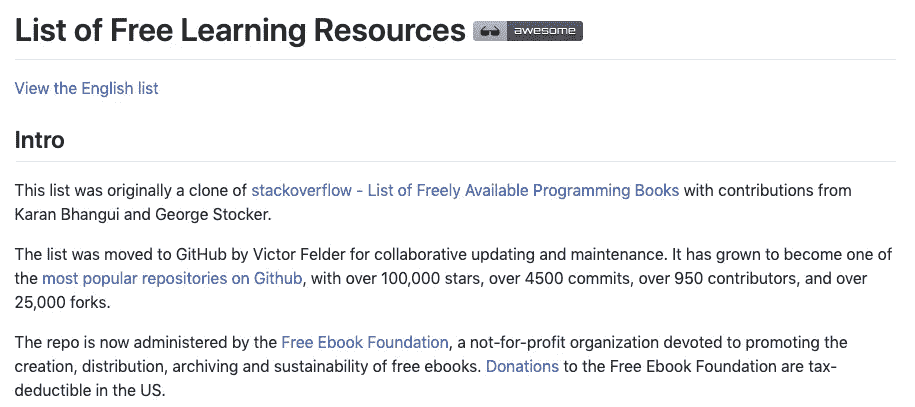 List of Free Learning Resources awesome
View the English list
Intro
This list was originally a clone of stackoverflow - List of Freely Available Programming Books with contributions from
Karan Bhangui and George Stocker.
The list was moved to GitHub by Victor Felder for collaborative updating and maintenance. It has grown to become one of
the most popular repositories on Github, with over 100,000 stars, over 4500 commits, over 950 contributors, and over
25,000 forks.
The repo is now administered by the Free Ebook Foundation, a not-for-profit organization devoted to promoting the
creation, distribution, archiving and sustainability of free ebooks. Donations to the Free Ebook Foundation are tax-
deductible in the US.